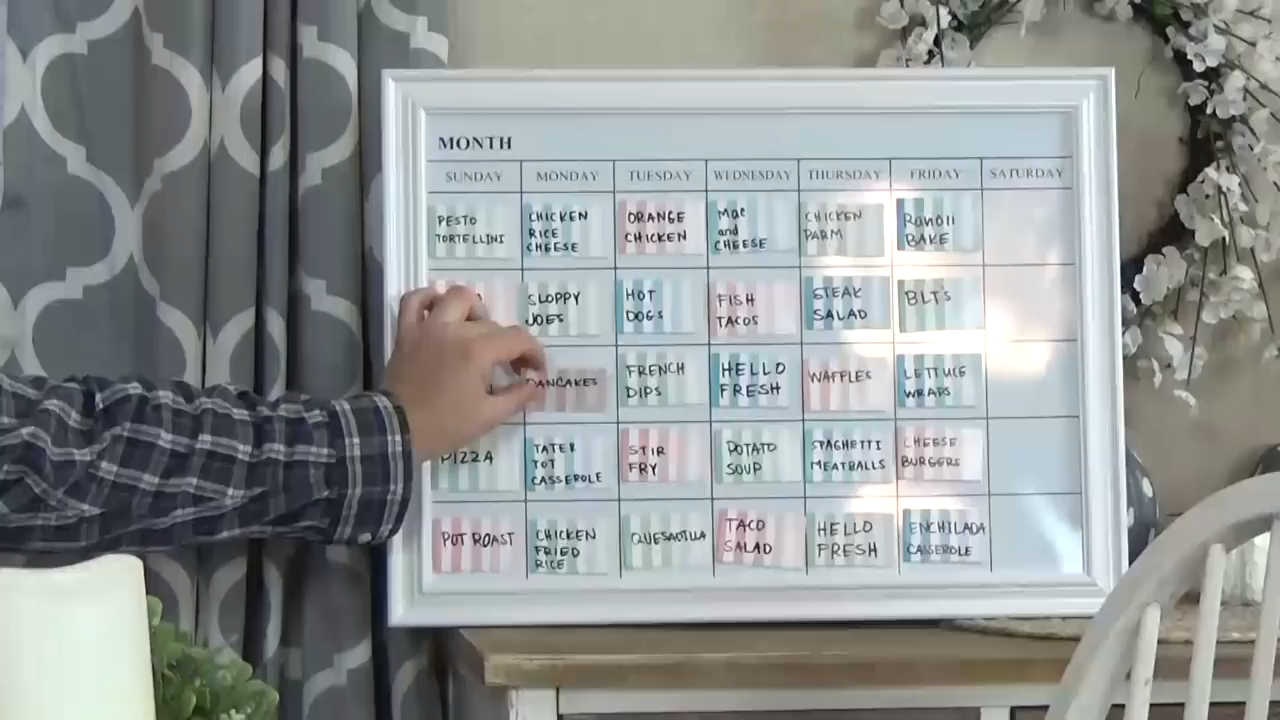 MONTH
SUNDAY MONDAY TUESDAY WEDNESDAY THURSDAY FRIDAY SATURDAY
PESTO
TORTELLINI
CHICKEN
RICE
CHEESE
ORANGE
CHICKEN
Mac
and
CHEESE
CHICKEN
PARM
RaVOlI
BAKE
SLOPPY
JOES
HOT
DOGS
FISH
TACOS
STEAK
SALAD
BLT'S
PANCAKES
FRENCH
DIPS
HELLO
FRESH
WAFFLES
LETTUCE
WRAPS
PIZZA
TATER
TOT
CASSEROLE
STIR
FRY
POTATO
SOUP
SPAGHETTI
MEATBALLS
CHEESE
BURGERS
POT ROAST
CHICKEN
FRIED
RICE
QUESADILLA
TACO
SALAD
HELLO
FRESH
ENCHILADA
CASSEROLE